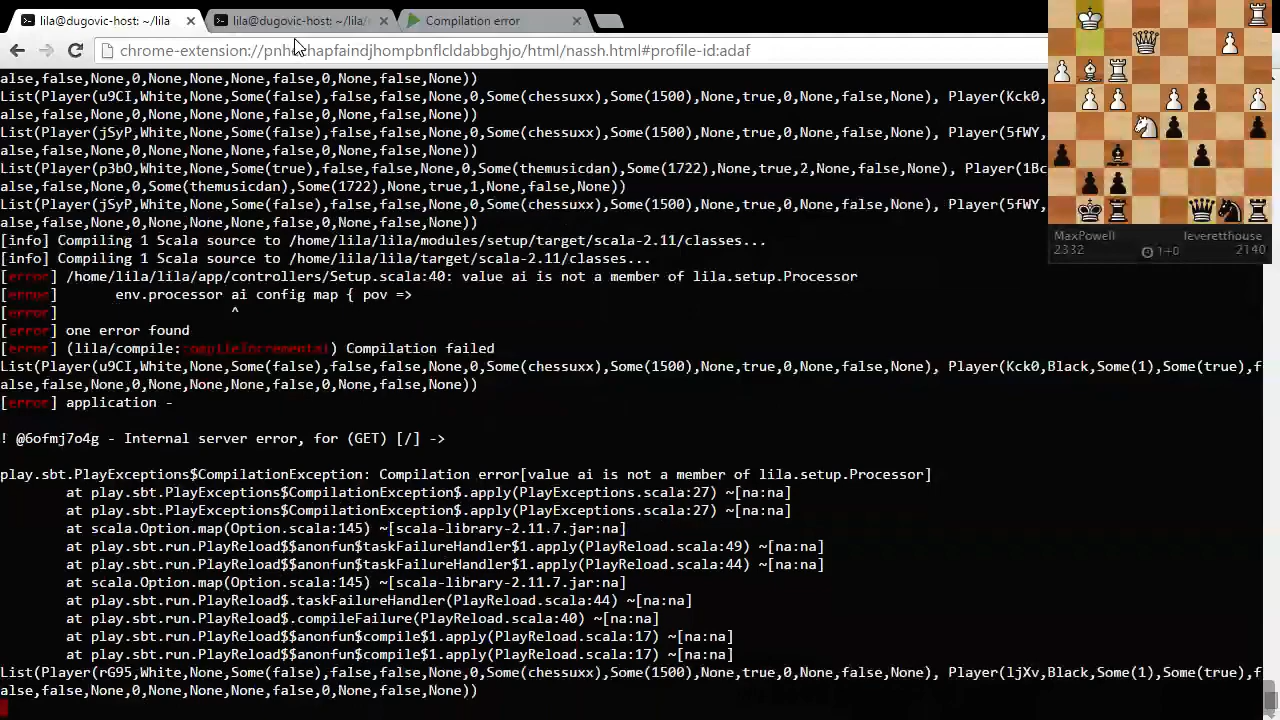 lila@dugovic-host: ~/lila
lila@dugovic-host: ~/lila/
Compilation error
chrome-extension://pnhechapfaindjhompbnflcldabbghjo/html/nassh.html#profile-id:adaf
alse,false,None,0,None,None,None,false,0,None,false,None))
List(Player(u9CI,White,None,Some(false),false,false,None,None,0,Some(chessuxx),Some(1500),None,true,0,None,false,None), Player(Kck0,
alse,false,None,0,None,None,None,false,0,None,false,None))
List(Player(jSyP,White,None,Some(false),false,false,None,None,0,Some(chessuxx),Some(1500),None,true,0,None,false,None), Player(5fWY,
alse,false,None,0,None,None,None,false,0,None,false,None))
List(Player(p3bO,White,None,Some(true),false,false,None,None,0,Some(themusicdan),Some(1722),None,true,2,None,false,None), Player(1Bc
alse,false,None,0,Some(themusicdan),Some(1722),None,true,1,None,false,None))
List(Player(jSyP,White,None,Some(false),false,false,None,None,0,Some(chessuxx),Some(1500),None,true,0,None,false,None), Player(5fWY,
alse,false,None,0,None,None,None,false,0,None,false,None))
[info] Compiling 1 Scala source to /home/lila/lila/modules/setup/target/scala-2.11/classes...
[info] Compiling 1 Scala source to /home/lila/lila/target/scala-2.11/classes...
[error] /home/lila/lila/app/controllers/Setup.scala:40: value ai is not a member of lila.setup.Processor
[error] env.processor ai config map { pov =>
[error] ^
[error] one error found
[error] (lila/compile:compileIncremental) Compilation failed
List(Player(u9CI,White,None,Some(false),false,false,None,None,0,Some(chessuxx),Some(1500),None,true,0,None,false,None), Player(Kck0,Black,Some(1),Some(true),f
alse,false,None,0,None,None,None,false,0,None,false,None))
[error] application -
! @6ofmj7o4g - Internal server error, for (GET) [/] ->
play.sbt.PlayExceptions$CompilationException: Compilation error[value ai is not a member of lila.setup.Processor]
at play.sbt.PlayExceptions$CompilationException$.apply(PlayExceptions.scala:27) ~[na:na]
at play.sbt.PlayExceptions$CompilationException$.apply(PlayExceptions.scala:27) ~[na:na]
at scala.Option.map(Option.scala:145) ~[scala-library-2.11.7.jar:na]
at play.sbt.run.PlayReload$$anonfun$taskFailureHandler$1.apply(PlayReload.scala:49) ~[na:na]
at play.sbt.run.PlayReload$$anonfun$taskFailureHandler$1.apply(PlayReload.scala:44) ~[na:na]
at scala.Option.map(Option.scala:145) ~[scala-library-2.11.7.jar:na]
at play.sbt.run.PlayReload$.taskFailureHandler(PlayReload.scala:44) ~[na:na]
at play.sbt.run.PlayReload$.compileFailure(PlayReload.scala:40) ~[na:na]
at play.sbt.run.PlayReload$$anonfun$compile$1.apply(PlayReload.scala:17) ~[na:na]
at play.sbt.run.PlayReload$$anonfun$compile$1.apply(PlayReload.scala:17) ~[na:na]
List(Player(rG95,White,None,Some(false),false,false,None,None,0,Some(chessuxx),Some(1500),None,true,0,None,false,None), Player(ljXv,Black,Some(1),Some(true),f
alse,false,None,0,None,None,None,false,0,None,false,None))
MaxPowell leveretthouse
2332 1+0 2140